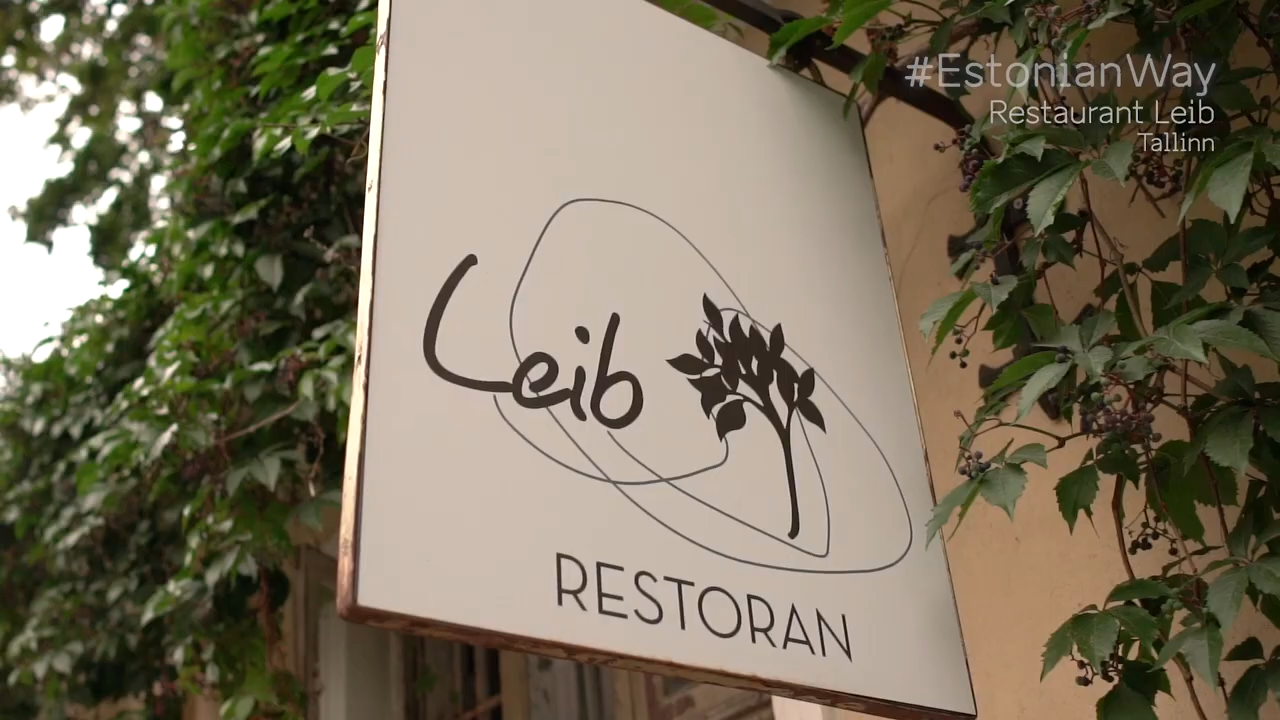 #EstonianWay
Restaurant Leib
Tallinn
Leib
RESTORAN